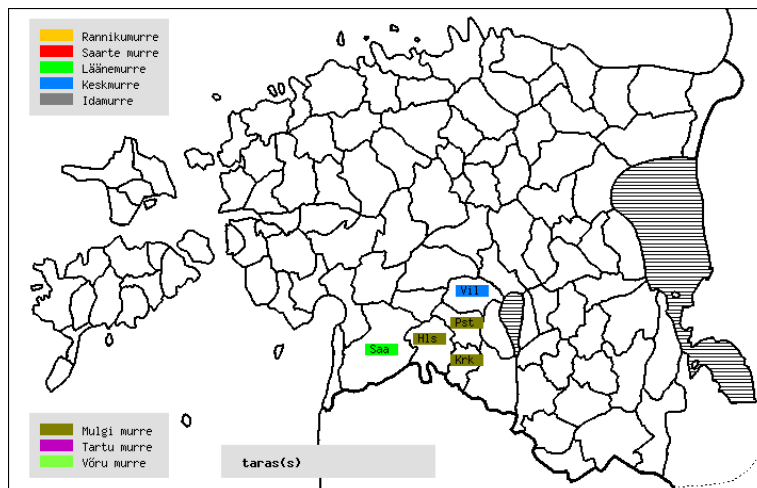 Rannikumurre
Saarte murre
Läänemurre
Keskmurre
Idamurre
Vil
Pst
Hls
Saa
Krk
Mulgi murre
Tartu murre
Võru murre
taras(s)